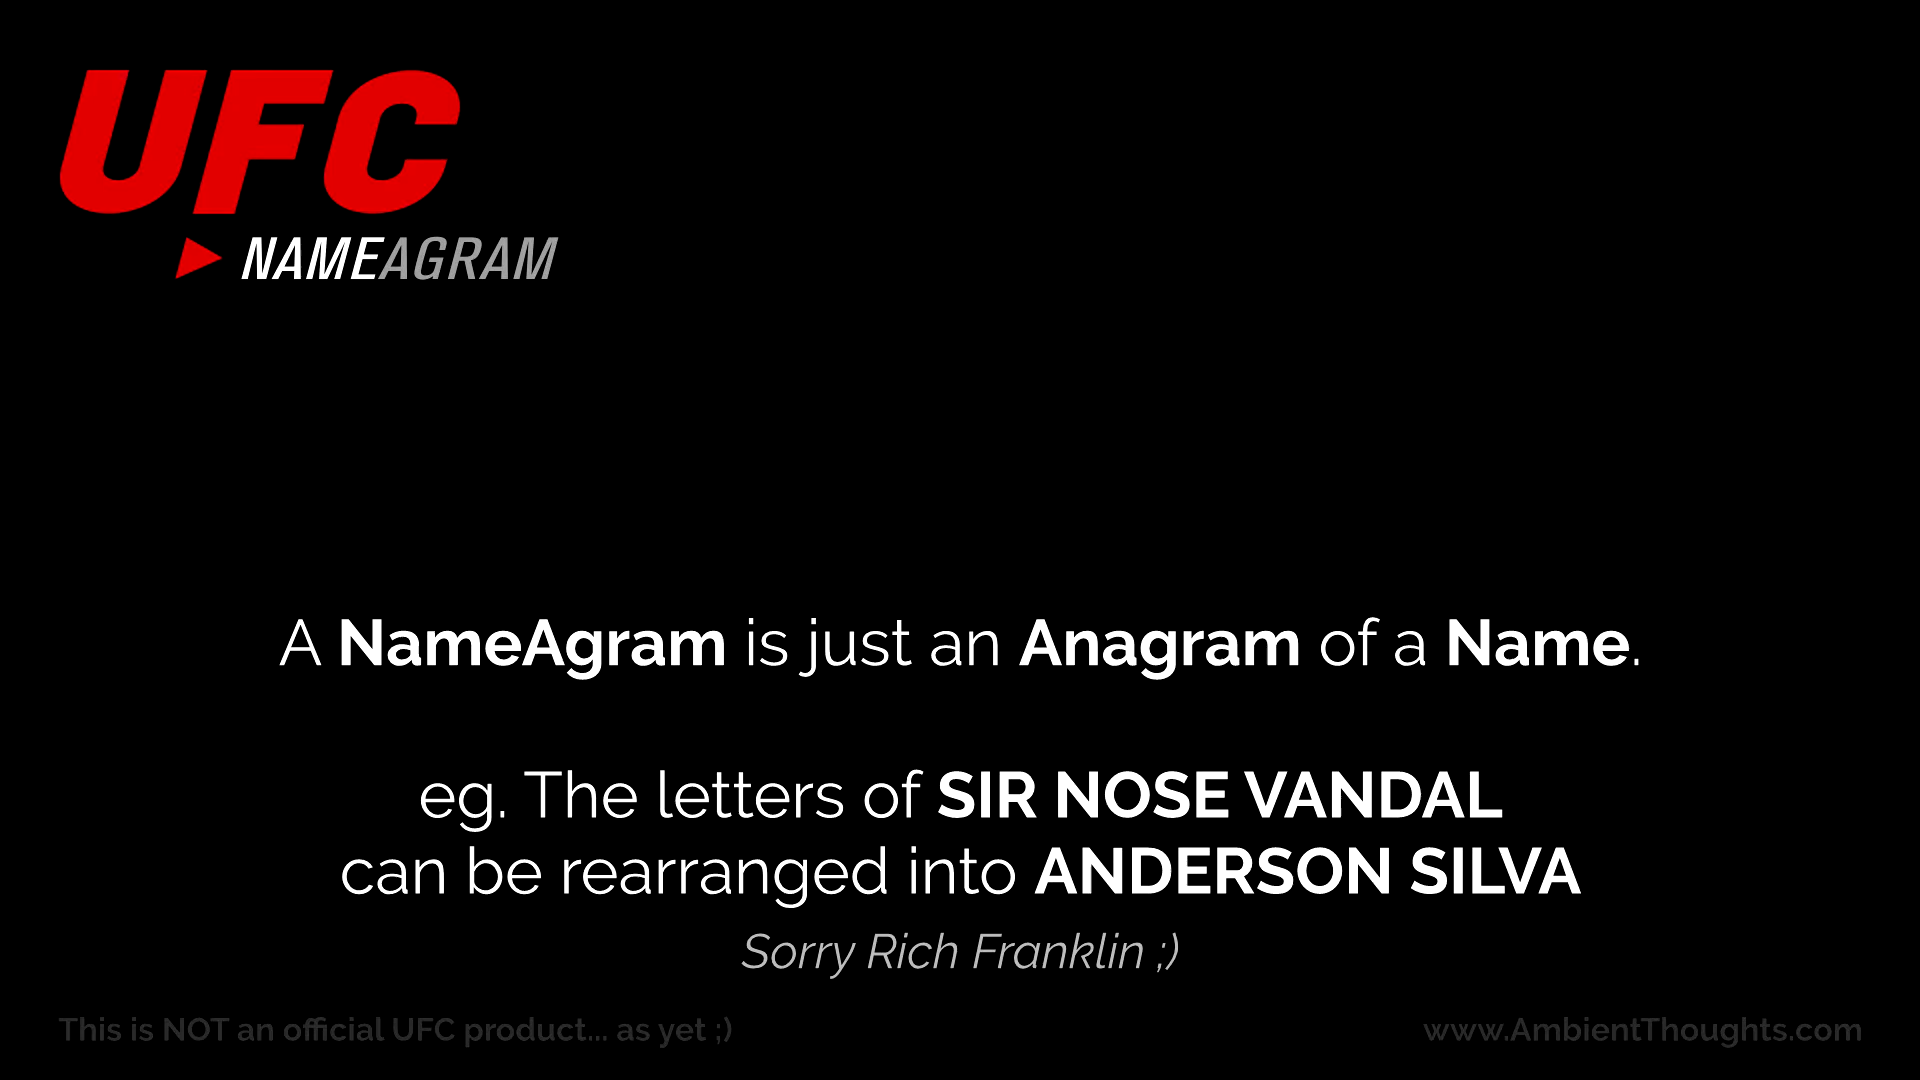 UFC
NAMEAGRAM
A NameAgram is just an Anagram of a Name.
eg. The letters of SIR NOSE VANDAL
can be rearranged into ANDERSON SILVA
Sorry Rich Franklin ;)
This is NOT an official UFC product... as yet ;)
www.AmbientThoughts.com